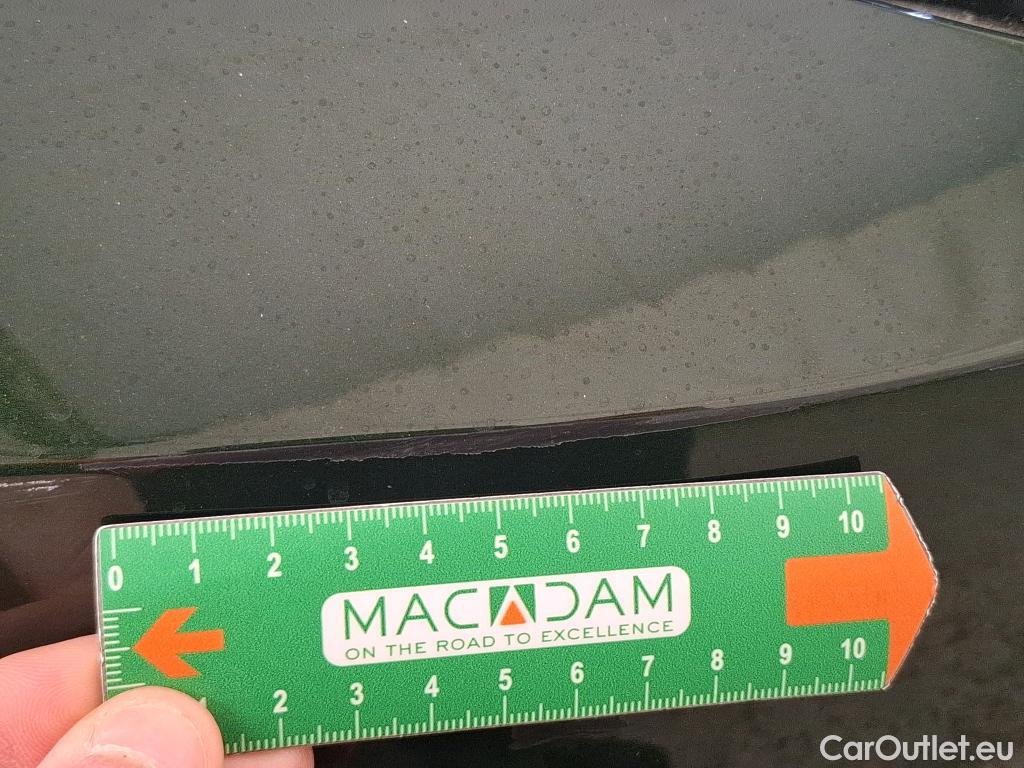 0 1 2 3 4 5 6 7 8 9 10
MACADAM
ON THE ROAD TO EXCELLENCE
2 3 4 5 6 7 8 9 10
CarOutlet.eu